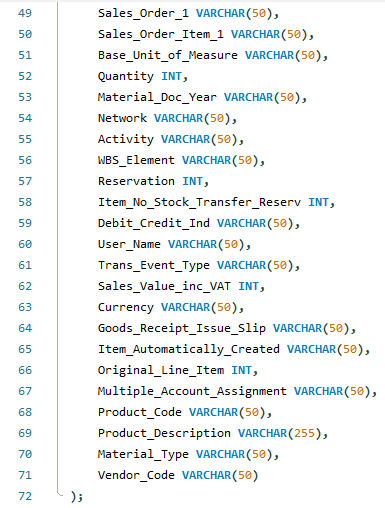 49 Sales_Order_1 VARCHAR(50),
50 Sales_Order_Item_1 VARCHAR(50),
51 Base_Unit_of_Measure VARCHAR(50),
52 Quantity INT,
53 Material_Doc_Year VARCHAR(50),
54 Network VARCHAR(50),
55 Activity VARCHAR(50),
56 WBS_Element VARCHAR(50),
57 Reservation INT,
58 Item_No_Stock_Transfer_Reserv INT,
59 Debit_Credit_Ind VARCHAR(50),
60 User_Name VARCHAR(50),
61 Trans_Event_Type VARCHAR(50),
62 Sales_Value_inc_VAT INT,
63 Currency VARCHAR(50),
64 Goods_Receipt_Issue_Slip VARCHAR(50),
65 Item_Automatically_Created VARCHAR(50),
66 Original_Line_Item INT,
67 Multiple_Account_Assignment VARCHAR(50),
68 Product_Code VARCHAR(50),
69 Product_Description VARCHAR(255),
70 Material_Type VARCHAR(50),
71 Vendor_Code VARCHAR(50)
72 );